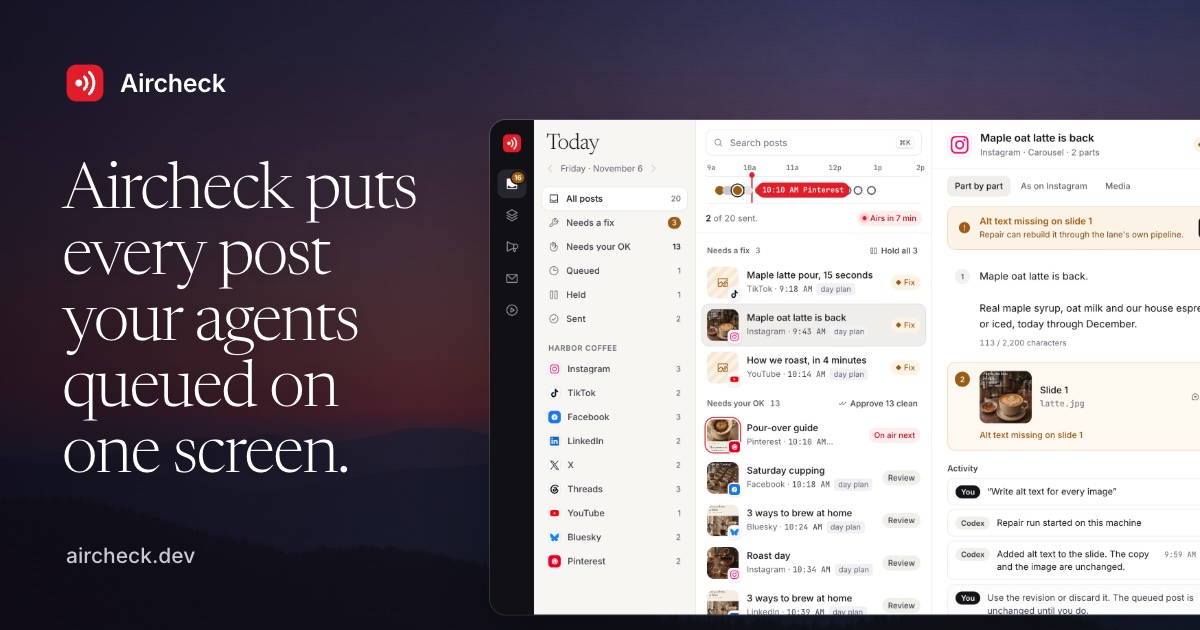 Aircheck
Aircheck puts
every post
your agents
queued on
one screen.
aircheck.dev
16
Today
Friday · November 6
All posts 20
Needs a fix 3
Needs your OK 13
Queued 1
Held 1
Sent 2
HARBOR COFFEE
Instagram 3
TikTok 2
Facebook 3
LinkedIn 2
X 2
Threads 3
YouTube 1
Bluesky 2
Pinterest 2
Search posts ⌘K
9a 10a 11a 12p 1p 2p
10:10 AM Pinterest
2 of 20 sent. Airs in 7 min
Needs a fix 3 Hold all 3
Maple latte pour, 15 seconds
TikTok · 9:18 AM day plan
Fix
Maple oat latte is back
Instagram · 9:43 AM day plan
Fix
How we roast, in 4 minutes
YouTube · 10:14 AM day plan
Fix
Needs your OK 13 Approve 13 clean
Pour-over guide
Pinterest · 10:10 AM…
On air next
Saturday cupping
Facebook · 10:18 AM day plan
Review
3 ways to brew at home
Bluesky · 10:24 AM day plan
Review
Roast day
Instagram · 10:34 AM day plan
Review
3 ways to brew at home
LinkedIn · 10:39 AM day plan
Review
Maple oat latte is back
Instagram · Carousel · 2 parts
Part by part As on Instagram Media
Alt text missing on slide 1
Repair can rebuild it through the lane's own pipeline.
1 Maple oat latte is back.
Real maple syrup, oat milk and our house espre
or iced, today through December.
113 / 2,200 characters
2
Slide 1
latte.jpg
Alt text missing on slide 1
Activity
You “Write alt text for every image”
Codex Repair run started on this machine
Codex Added alt text to the slide. The copy 9:59 AM
and the image are unchanged.
You Use the revision or discard it. The queued post is
unchanged until you do.